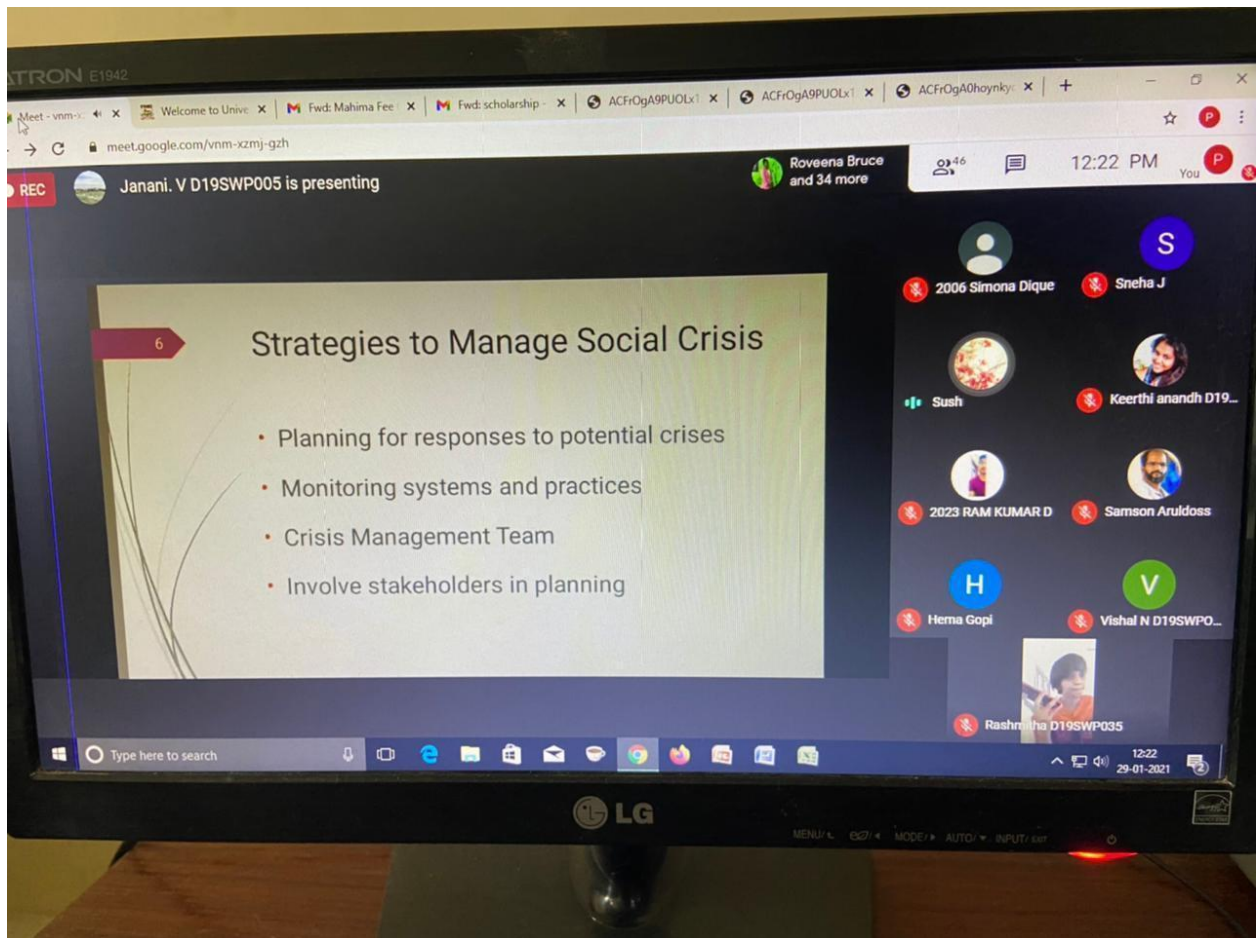 ATRON E1942
Meet - vnm-x
Welcome to Unive
Fwd: Mahima Fee
Fwd: scholarship -
ACFrOgA9PUOLx1
ACFrOgA9PUOLx1
ACFrOgA0hoynky
meet.google.com/vnm-xzmj-gzh
P
REC
Janani. V D19SWP005 is presenting
Roveena Bruce
and 34 more
46
12:22 PM
You
P
6
Strategies to Manage Social Crisis
• Planning for responses to potential crises
• Monitoring systems and practices
• Crisis Management Team
• Involve stakeholders in planning
S
2006 Simona Dique
Sneha J
Sush
Keerthi anandh D19...
2023 RAM KUMAR D
Samson Aruldoss
H
V
Hema Gopi
Vishal N D19SWPO...
Rashmitha D19SWP035
Type here to search
12:22
29-01-2021
2
LG
MENU/
MODE/
AUTO/
INPUT/